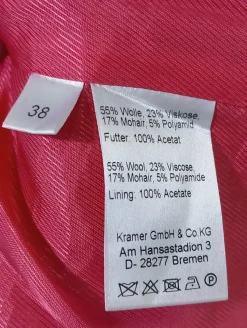 38
55% Wolle, 23% Viskose,
17% Mohair, 5% Polyamid
Futter: 100% Acetat
55% Wool, 23% Viscose,
17% Mohair, 5% Polyamide
Lining: 100% Acetate
Kramer GmbH & Co.KG
Am Hansastadion 3
D- 28277 Bremen